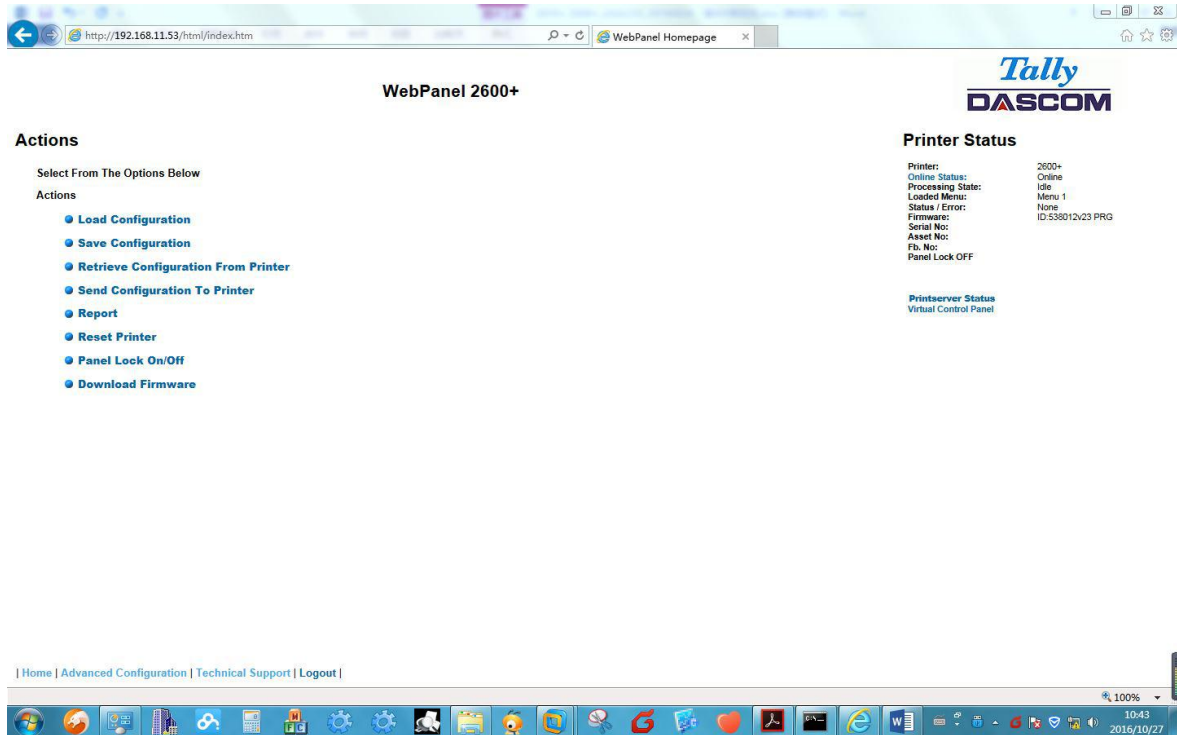 http://192.168.11.53/html/index.htm
WebPanel Homepage
WebPanel 2600+
Tally
DASCOM
Actions
Select From The Options Below
Actions
Load Configuration
Save Configuration
Retrieve Configuration From Printer
Send Configuration To Printer
Report
Reset Printer
Panel Lock On/Off
Download Firmware
Printer Status
Printer: 2600+
Online Status: Online
Processing State: Idle
Loaded Menu: Menu 1
Status / Error: None
Firmware: ID:538012v23 PRG
Serial No:
Asset No:
Fb. No:
Panel Lock OFF
Printserver Status
Virtual Control Panel
| Home | Advanced Configuration | Technical Support | Logout |
100%
10:43
2016/10/27